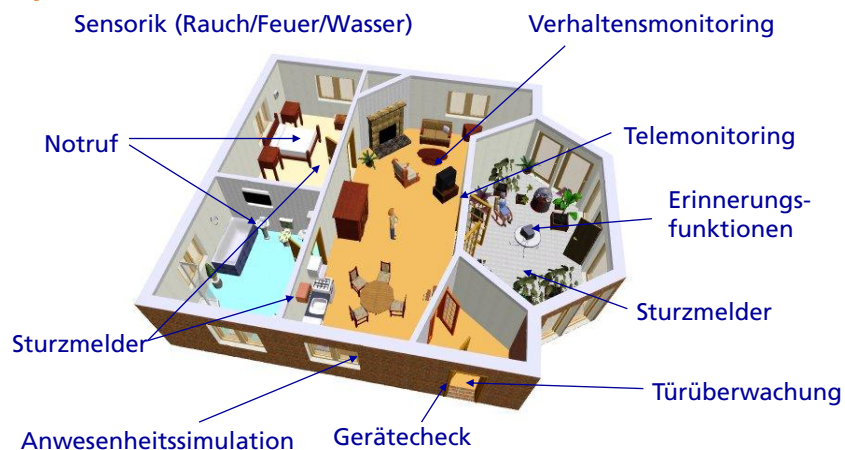 Sensorik (Rauch/Feuer/Wasser)
Verhaltensmonitoring
Notruf
Telemonitoring
Erinnerungs-
funktionen
Sturzmelder
Sturzmelder
Türüberwachung
Anwesenheitssimulation
Gerätecheck